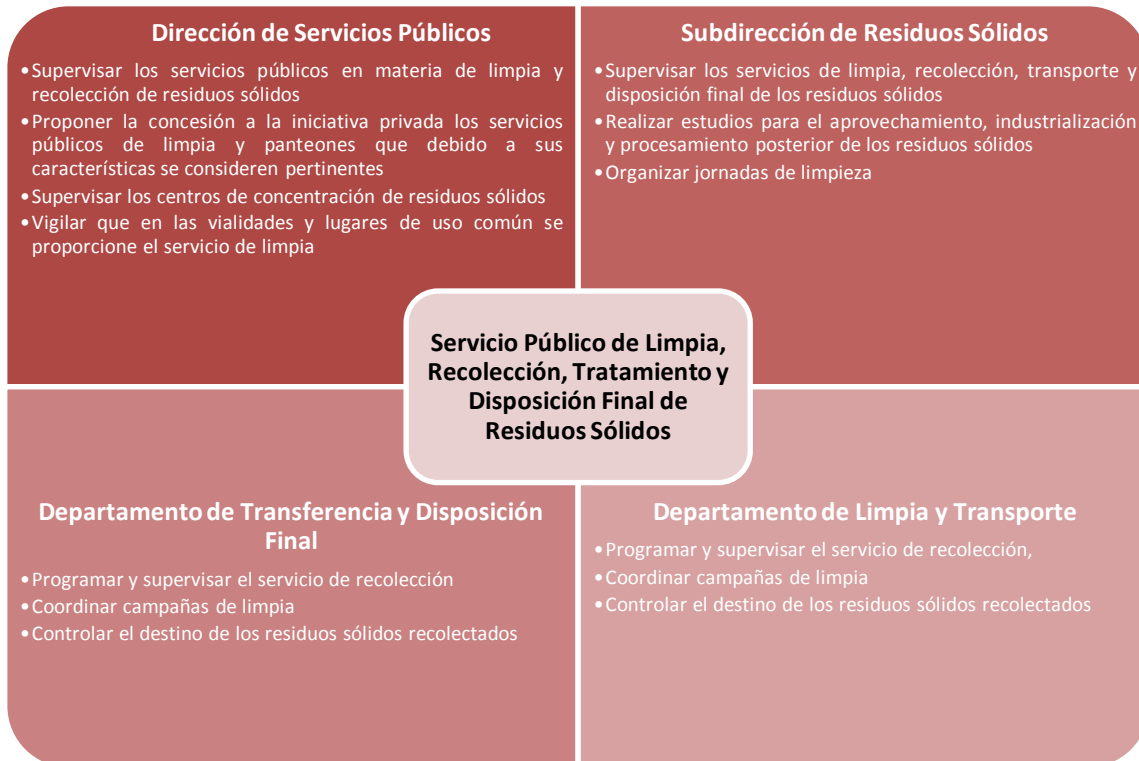 Dirección de Servicios Públicos
•Supervisar los servicios públicos en materia de limpia y
recolección de residuos sólidos
•Proponer la concesión a la iniciativa privada los servicios
públicos de limpia y panteones que debido a sus
características se consideren pertinentes
•Supervisar los centros de concentración de residuos sólidos
•Vigilar que en las vialidades y lugares de uso común se
proporcione el servicio de limpia
Subdirección de Residuos Sólidos
•Supervisar los servicios de limpia, recolección, transporte y
disposición final de los residuos sólidos
•Realizar estudios para el aprovechamiento, industrialización
y procesamiento posterior de los residuos sólidos
•Organizar jornadas de limpieza
Servicio Público de Limpia,
Recolección, Tratamiento y
Disposición Final de
Residuos Sólidos
Departamento de Transferencia y Disposición
Final
•Programar y supervisar el servicio de recolección
•Coordinar campañas de limpia
•Controlar el destino de los residuos sólidos recolectados
Departamento de Limpia y Transporte
•Programar y supervisar el servicio de recolección,
•Coordinar campañas de limpia
•Controlar el destino de los residuos sólidos recolectados